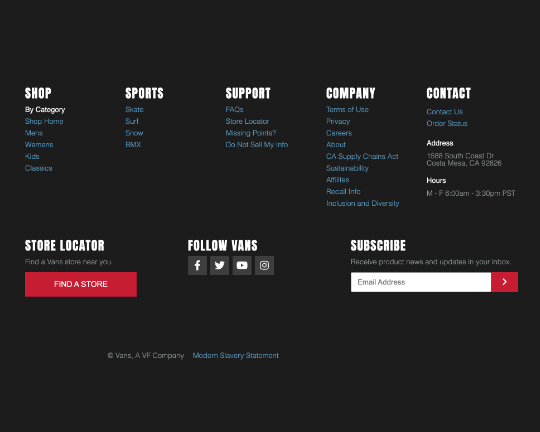 SHOP
By Category
Shop Home
Mens
Womens
Kids
Classics
SPORTS
Skate
Surf
Snow
BMX
SUPPORT
FAQs
Store Locator
Missing Points?
Do Not Sell My Info
COMPANY
Terms of Use
Privacy
Careers
About
CA Supply Chains Act
Sustainability
Affilites
Recall Info
Inclusion and Diversity
CONTACT
Contact Us
Order Status
Address
1588 South Coast Dr
Costa Mesa, CA 92626
Hours
M - F 6:00am - 3:30pm PST
STORE LOCATOR
Find a Vans store near you
FIND A STORE
FOLLOW VANS
SUBSCRIBE
Receive product news and updates in your inbox.
Email Address
© Vans, A VF Company Modern Slavery Statement